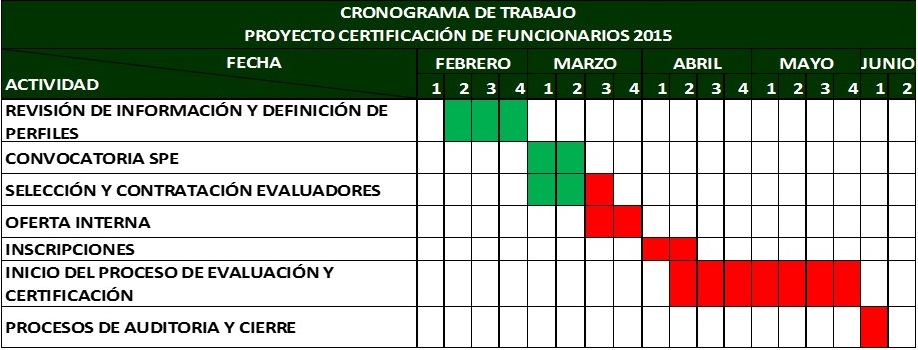 CRONOGRAMA DE TRABAJO
PROYECTO CERTIFICACIÓN DE FUNCIONARIOS 2015
FECHA
ACTIVIDAD
FEBRERO MARZO ABRIL MAYO JUNIO
1 2 3 4 1 2 3 4 1 2 3 4 1 2 3 4 1 2
REVISIÓN DE INFORMACIÓN Y DEFINICIÓN DE
PERFILES
CONVOCATORIA SPE
SELECCIÓN Y CONTRATACIÓN EVALUADORES
OFERTA INTERNA
INSCRIPCIONES
INICIO DEL PROCESO DE EVALUACIÓN Y
CERTIFICACIÓN
PROCESOS DE AUDITORIA Y CIERRE